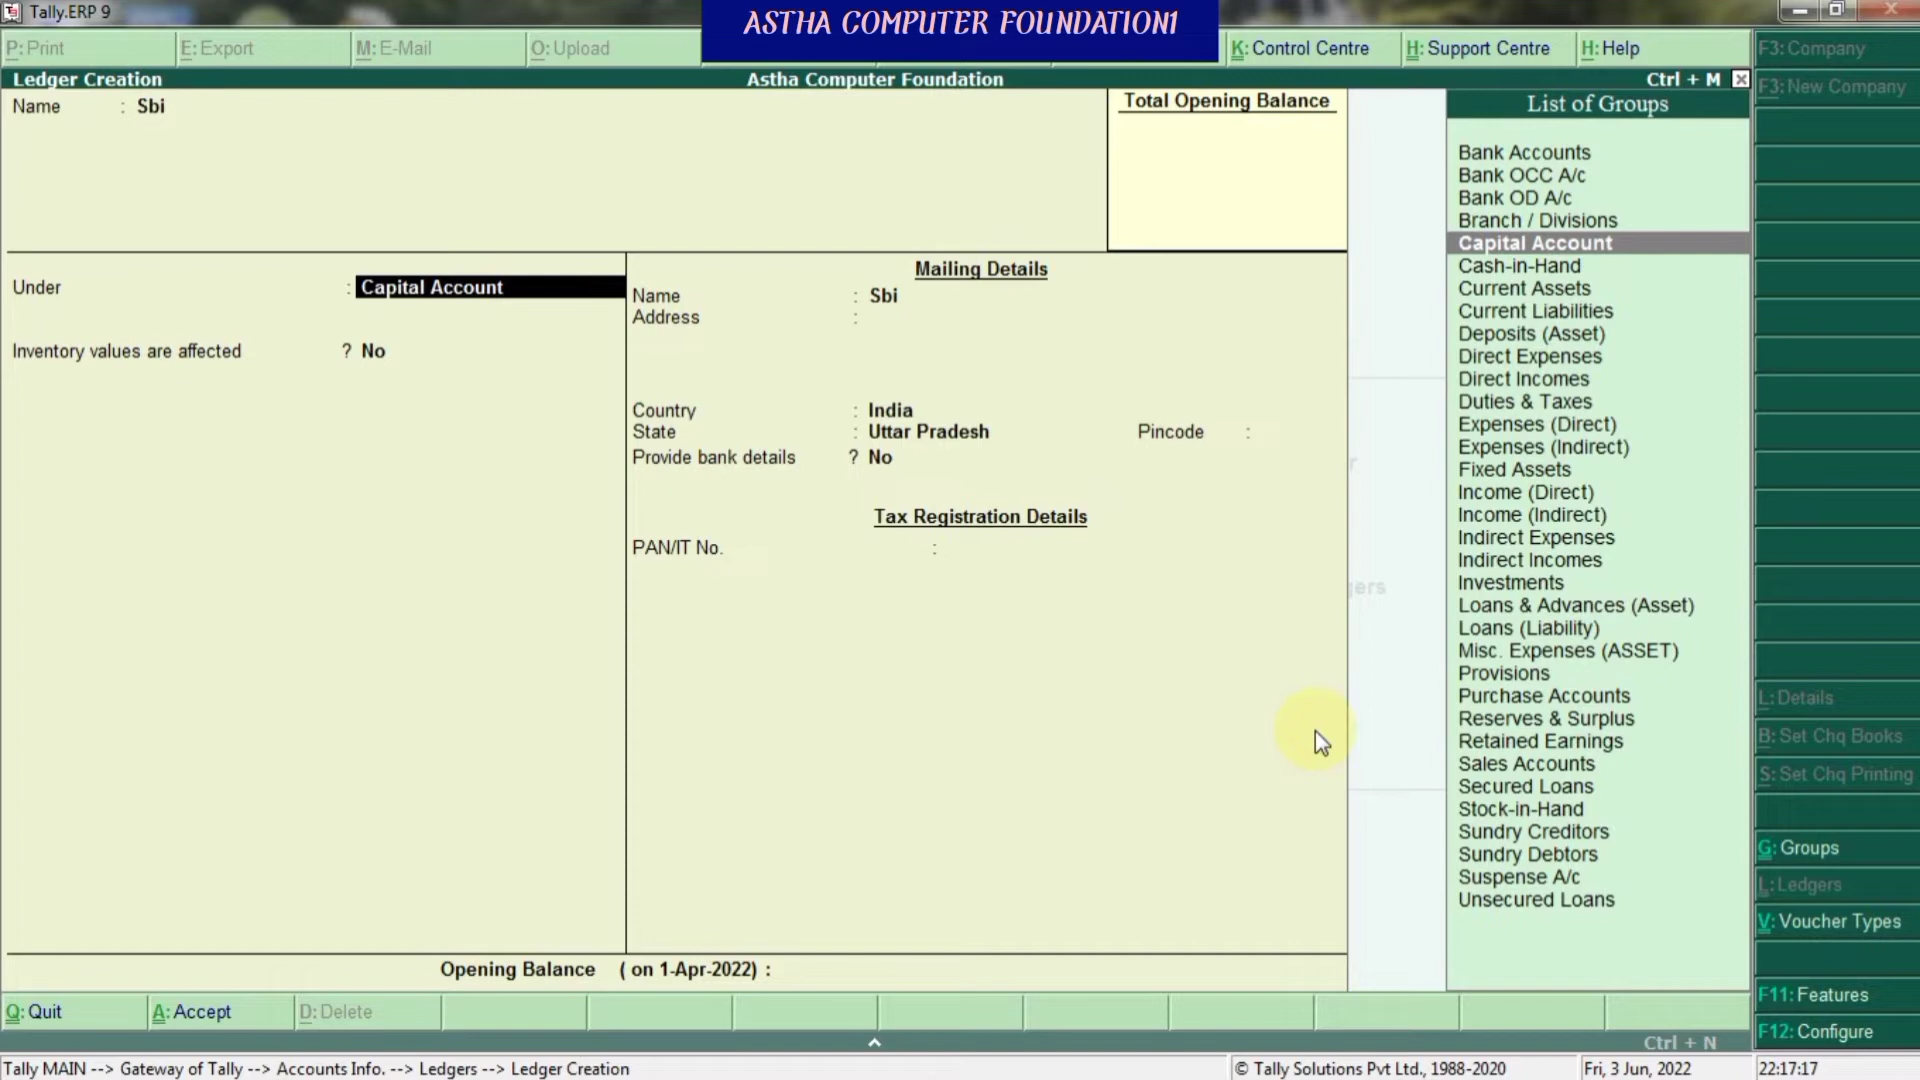 Tally.ERP 9
ASTHA COMPUTER FOUNDATION1
P: Print
E: Export
M: E-Mail
O: Upload
K: Control Centre
H: Support Centre
H: Help
F3: Company
Ledger Creation
Astha Computer Foundation
Ctrl + M
F3: New Company
Name : Sbi
Total Opening Balance
List of Groups
Bank Accounts
Bank OCC A/c
Bank OD A/c
Branch / Divisions
Capital Account
Cash-in-Hand
Current Assets
Current Liabilities
Deposits (Asset)
Direct Expenses
Direct Incomes
Duties & Taxes
Expenses (Direct)
Expenses (Indirect)
Fixed Assets
Income (Direct)
Income (Indirect)
Indirect Expenses
Indirect Incomes
Investments
Loans & Advances (Asset)
Loans (Liability)
Misc. Expenses (ASSET)
Provisions
Purchase Accounts
Reserves & Surplus
Retained Earnings
Sales Accounts
Secured Loans
Stock-in-Hand
Sundry Creditors
Sundry Debtors
Suspense A/c
Unsecured Loans
Under : Capital Account
Inventory values are affected ? No
Mailing Details
Name : Sbi
Address :
Country : India
State : Uttar Pradesh Pincode :
Provide bank details ? No
Tax Registration Details
PAN/IT No. :
Opening Balance ( on 1-Apr-2022) :
L: Details
B: Set Chq Books
S: Set Chq Printing
G: Groups
L: Ledgers
V: Voucher Types
F11: Features
F12: Configure
Q: Quit
A: Accept
D: Delete
Ctrl + N
Tally MAIN --> Gateway of Tally --> Accounts Info. --> Ledgers --> Ledger Creation
© Tally Solutions Pvt Ltd., 1988-2020
Fri, 3 Jun, 2022
22:17:17